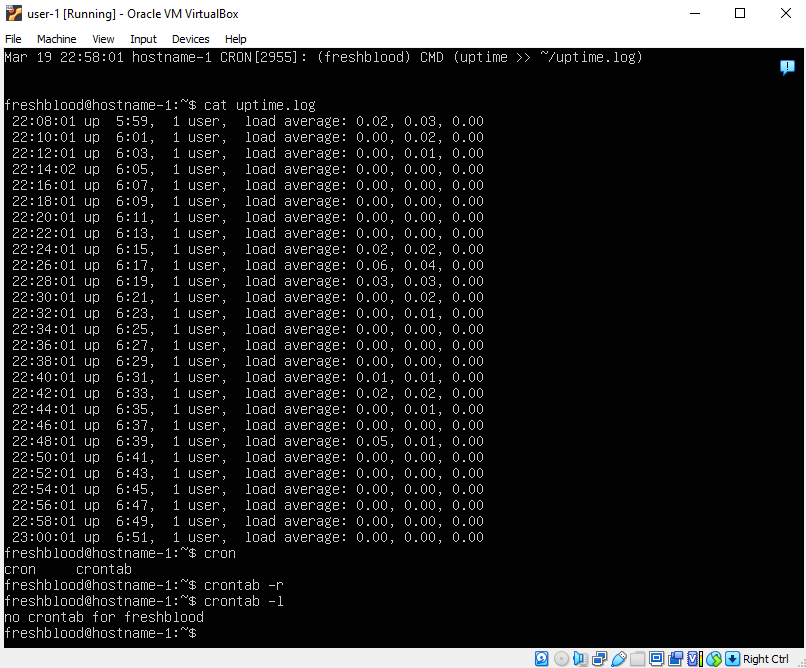 user-1 [Running] - Oracle VM VirtualBox
File Machine View Input Devices Help
Mar 19 22:58:01 hostname-1 CRON[2955]: (freshblood) CMD (uptime >> ~/uptime.log)
freshblood@hostname-1:~$ cat uptime.log
 22:08:01 up  5:59,  1 user,  load average: 0.02, 0.03, 0.00
 22:10:01 up  6:01,  1 user,  load average: 0.00, 0.02, 0.00
 22:12:01 up  6:03,  1 user,  load average: 0.00, 0.01, 0.00
 22:14:02 up  6:05,  1 user,  load average: 0.00, 0.00, 0.00
 22:16:01 up  6:07,  1 user,  load average: 0.00, 0.00, 0.00
 22:18:01 up  6:09,  1 user,  load average: 0.00, 0.00, 0.00
 22:20:01 up  6:11,  1 user,  load average: 0.00, 0.00, 0.00
 22:22:01 up  6:13,  1 user,  load average: 0.00, 0.00, 0.00
 22:24:01 up  6:15,  1 user,  load average: 0.02, 0.02, 0.00
 22:26:01 up  6:17,  1 user,  load average: 0.06, 0.04, 0.00
 22:28:01 up  6:19,  1 user,  load average: 0.03, 0.03, 0.00
 22:30:01 up  6:21,  1 user,  load average: 0.00, 0.02, 0.00
 22:32:01 up  6:23,  1 user,  load average: 0.00, 0.01, 0.00
 22:34:01 up  6:25,  1 user,  load average: 0.00, 0.00, 0.00
 22:36:01 up  6:27,  1 user,  load average: 0.00, 0.00, 0.00
 22:38:01 up  6:29,  1 user,  load average: 0.00, 0.00, 0.00
 22:40:01 up  6:31,  1 user,  load average: 0.01, 0.01, 0.00
 22:42:01 up  6:33,  1 user,  load average: 0.02, 0.02, 0.00
 22:44:01 up  6:35,  1 user,  load average: 0.00, 0.01, 0.00
 22:46:01 up  6:37,  1 user,  load average: 0.00, 0.00, 0.00
 22:48:01 up  6:39,  1 user,  load average: 0.05, 0.01, 0.00
 22:50:01 up  6:41,  1 user,  load average: 0.00, 0.00, 0.00
 22:52:01 up  6:43,  1 user,  load average: 0.00, 0.00, 0.00
 22:54:01 up  6:45,  1 user,  load average: 0.00, 0.00, 0.00
 22:56:01 up  6:47,  1 user,  load average: 0.00, 0.00, 0.00
 22:58:01 up  6:49,  1 user,  load average: 0.00, 0.00, 0.00
 23:00:01 up  6:51,  1 user,  load average: 0.00, 0.00, 0.00
freshblood@hostname-1:~$ cron
cron     crontab
freshblood@hostname-1:~$ crontab -r
freshblood@hostname-1:~$ crontab -l
no crontab for freshblood
freshblood@hostname-1:~$
Right Ctrl